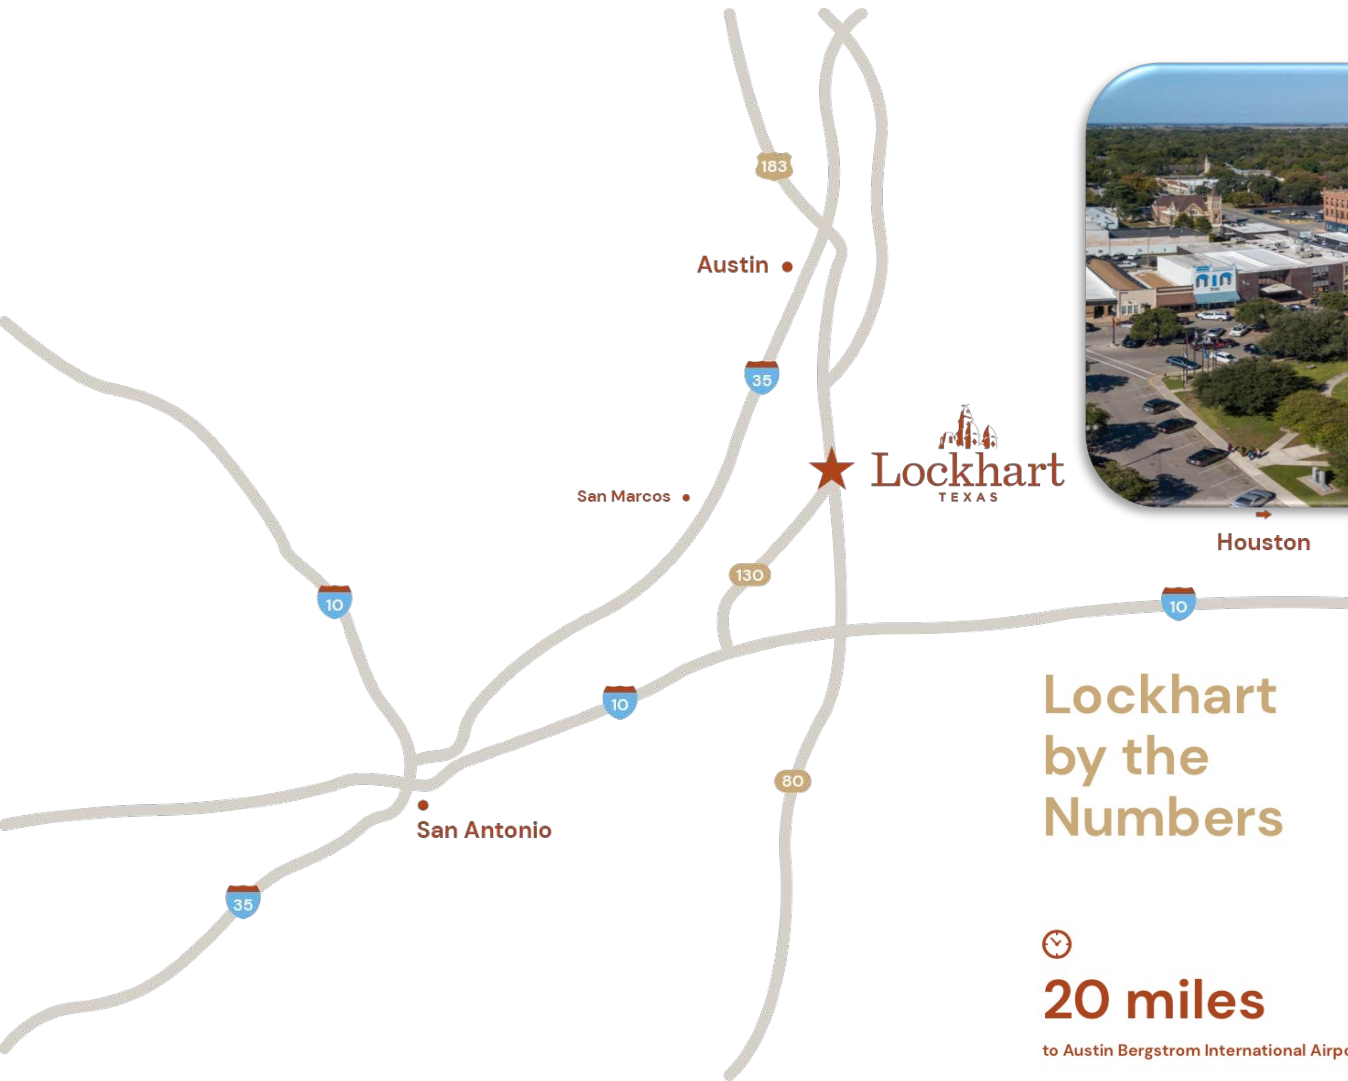 183
Austin
35
Lockhart
TEXAS
San Marcos
Houston
130
10
10
10
Lockhart
by the
Numbers
80
San Antonio
35
20 miles
to Austin Bergstrom International